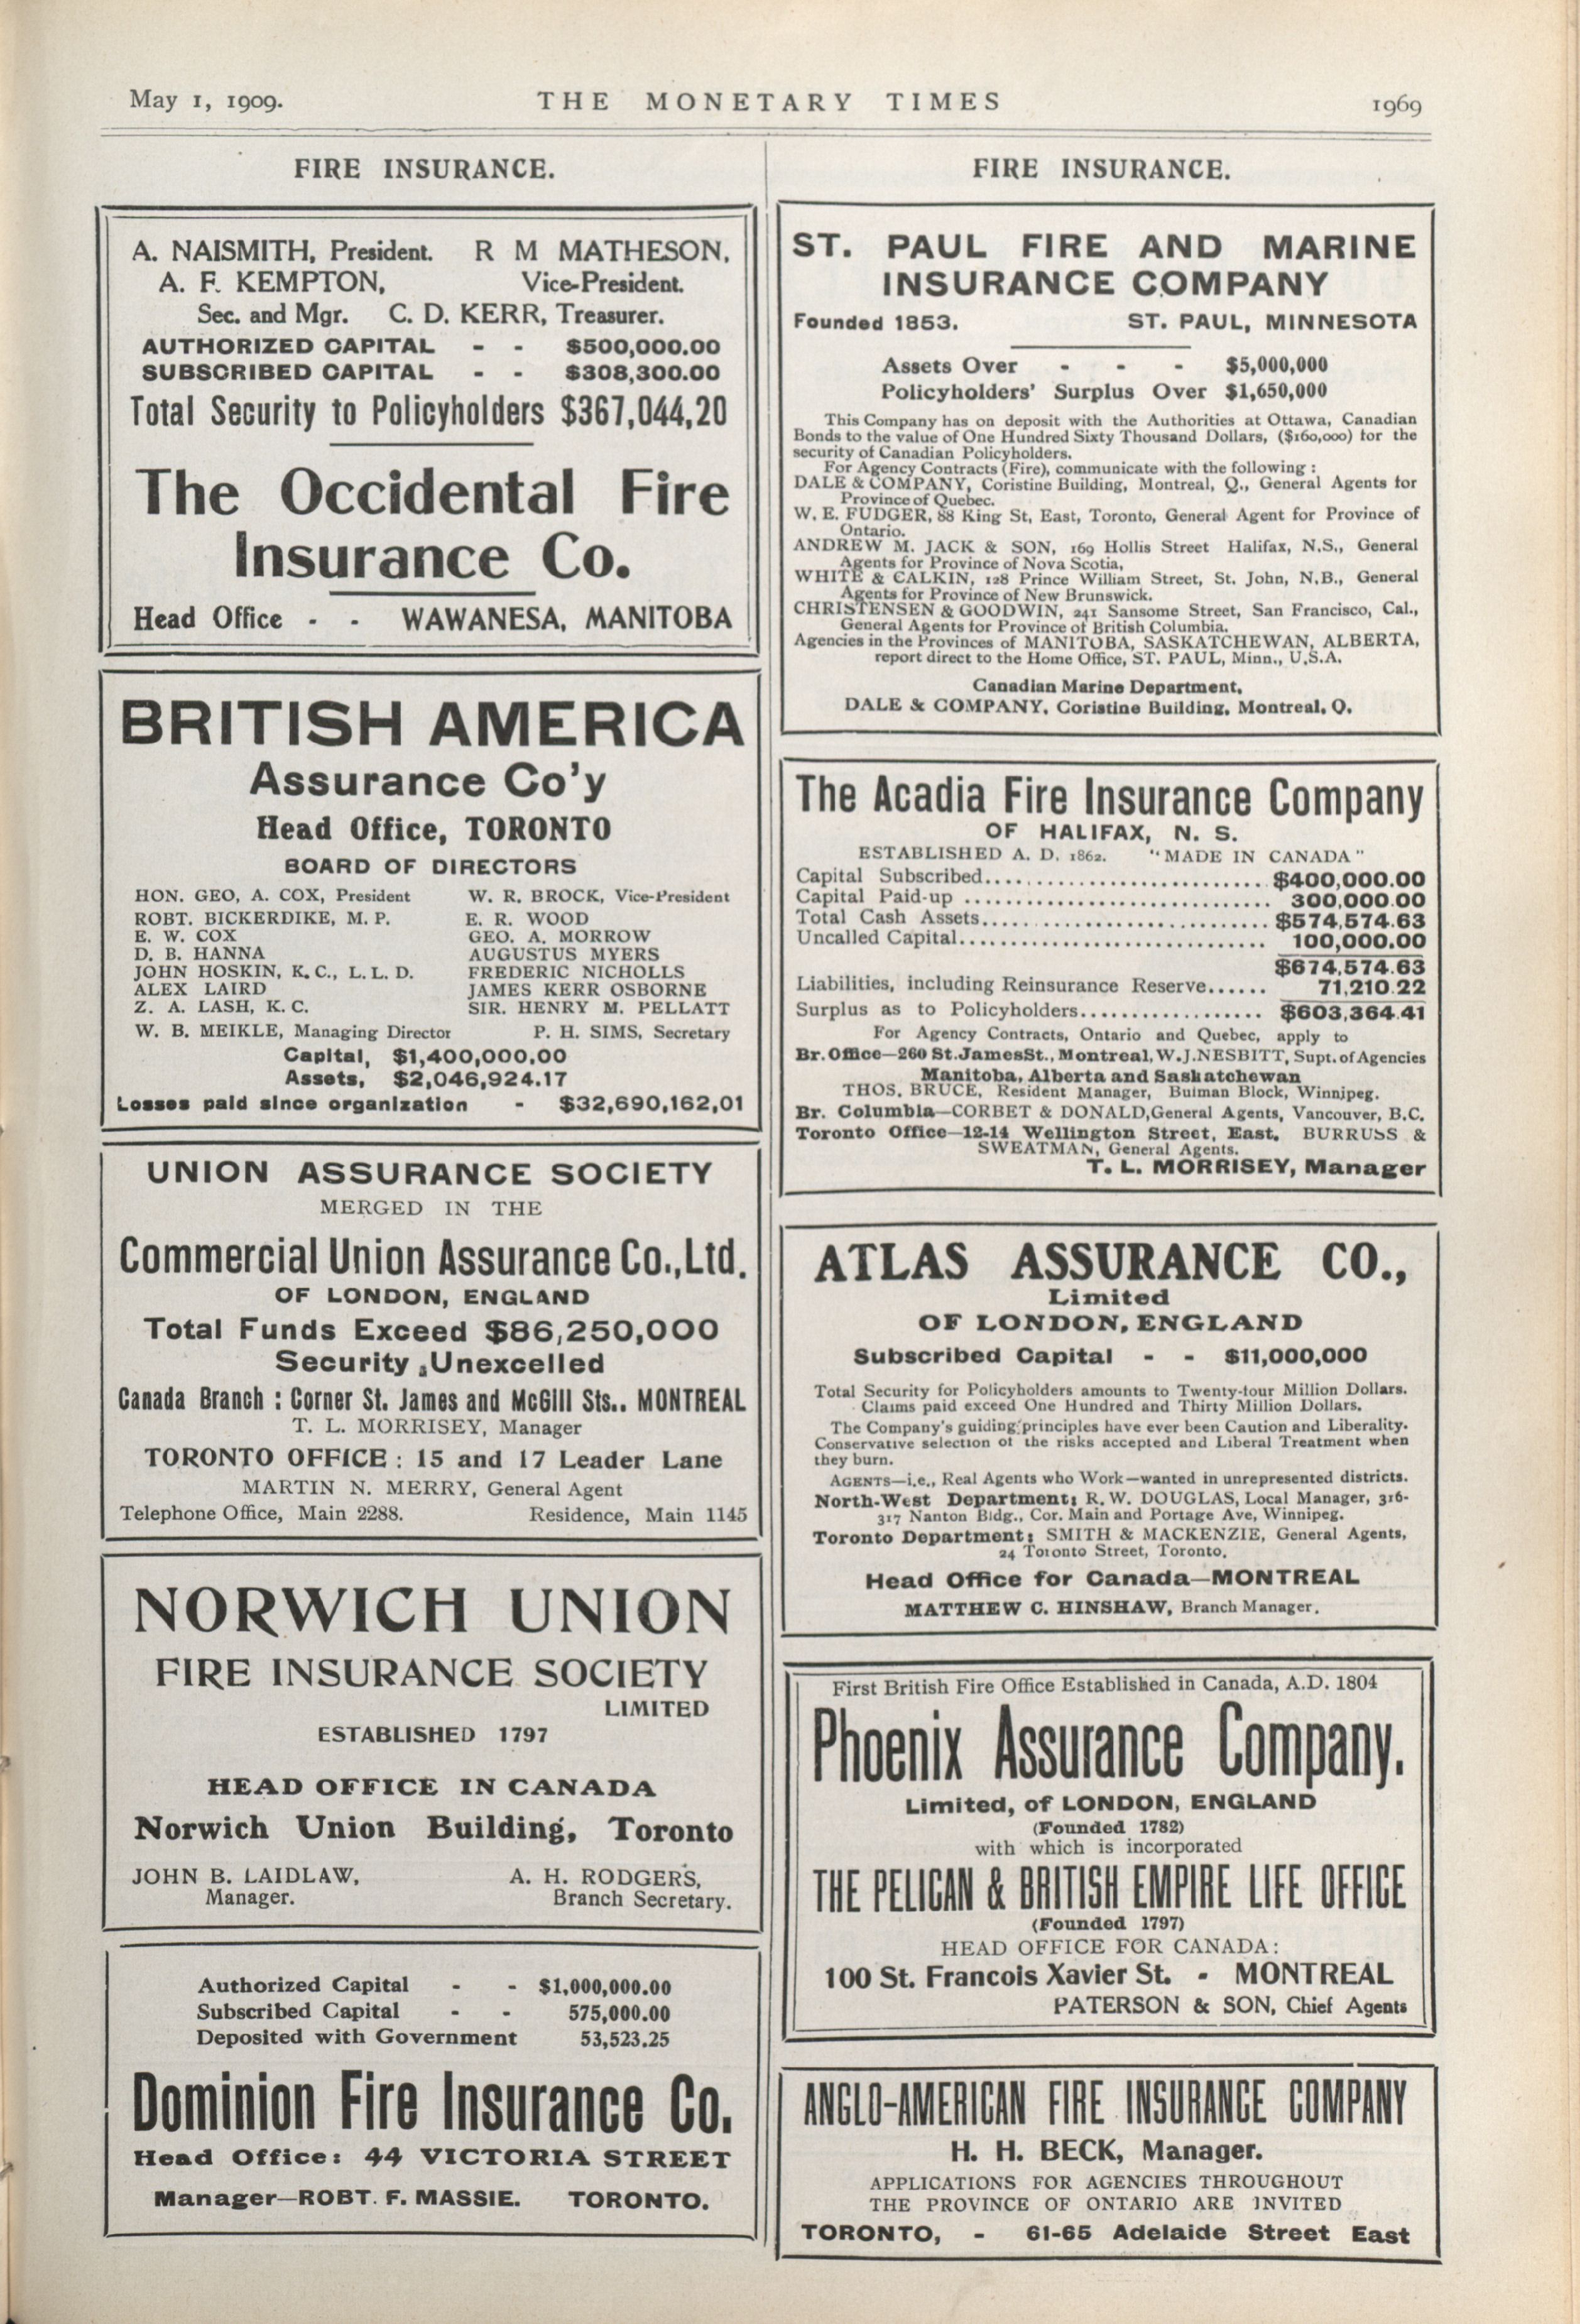 May 1, 1909.
THE MONETARY TIMES
1969
FIRE INSURANCE.
A. NAISMITH, President. R M MATHESON,
A. F. KEMPTON, Vice-President.
Sec. and Mgr. C. D. KERR, Treasurer.
AUTHORIZED CAPITAL - - $500,000.00
SUBSCRIBED CAPITAL - - $308,300.00
Total Security to Policyholders $367,044,20
The Occidental Fire
Insurance Co.
Head Office - - WAWANESA, MANITOBA
BRITISH AMERICA
Assurance Co'y
Head Office, TORONTO
BOARD OF DIRECTORS
HON. GEO, A. COX, President W. R. BROCK, Vice-President
ROBT. BICKERDIKE, M. P. E. R. WOOD
E. W. COX GEO. A. MORROW
D. B. HANNA AUGUSTUS MYERS
JOHN HOSKIN, K. C., L. L. D. FREDERIC NICHOLLS
ALEX LAIRD JAMES KERR OSBORNE
Z. A. LASH, K. C. SIR. HENRY M. PELLATT
W. B. MEIKLE, Managing Director P. H. SIMS, Secretary
Capital, $1,400,000.00
Assets, $2,046,924.17
Losses paid since organization - $32,690,162,01
UNION ASSURANCE SOCIETY
MERGED IN THE
Commercial Union Assurance Co., Ltd.
OF LONDON, ENGLAND
Total Funds Exceed $86,250,000
Security Unexcelled
Canada Branch : Corner St. James and McGill Sts.. MONTREAL
T. L. MORRISEY, Manager
TORONTO OFFICE : 15 and 17 Leader Lane
MARTIN N. MERRY, General Agent
Telephone Office, Main 2288. Residence, Main 1145
NORWICH UNION
FIRE INSURANCE SOCIETY
LIMITED
ESTABLISHED 1797
HEAD OFFICE IN CANADA
Norwich Union Building, Toronto
JOHN B. LAIDLAW, A. H. RODGERS,
Manager. Branch Secretary.
Authorized Capital - - $1,000,000.00
Subscribed Capital - - 575,000.00
Deposited with Government 53,523.25
Dominion Fire Insurance Co.
Head Office: 44 VICTORIA STREET
Manager—ROBT. F. MASSIE. TORONTO.
FIRE INSURANCE.
ST. PAUL FIRE AND MARINE
INSURANCE COMPANY
Founded 1853. ST. PAUL, MINNESOTA
Assets Over - - - $5,000,000
Policyholders' Surplus Over $1,650,000
This Company has on deposit with the Authorities at Ottawa, Canadian
Bonds to the value of One Hundred Sixty Thousand Dollars, ($160,000) for the
security of Canadian Policyholders.
For Agency Contracts (Fire), communicate with the following :
DALE & COMPANY, Coristine Building, Montreal, Q., General Agents for
Province of Quebec.
W. E. FUDGER, 88 King St, East, Toronto, General Agent for Province of
Ontario.
ANDREW M. JACK & SON, 169 Hollis Street Halifax, N.S., General
Agents for Province of Nova Scotia,
WHITE & CALKIN, 128 Prince William Street, St. John, N.B., General
Agents for Province of New Brunswick.
CHRISTENSEN & GOODWIN, 241 Sansome Street, San Francisco, Cal.,
General Agents for Province of British Columbia.
Agencies in the Provinces of MANITOBA, SASKATCHEWAN, ALBERTA,
report direct to the Home Office, ST. PAUL, Minn., U.S.A.
Canadian Marine Department,
DALE & COMPANY, Coristine Building, Montreal, Q.
The Acadia Fire Insurance Company
OF HALIFAX, N. S.
ESTABLISHED A. D. 1862. "MADE IN CANADA"
Capital Subscribed.............................. $400,000.00
Capital Paid-up ................................ 300,000.00
Total Cash Assets............................... $574,574.63
Uncalled Capital................................ 100,000.00
$674,574.63
Liabilities, including Reinsurance Reserve...... 71,210.22
Surplus as to Policyholders.................. $603,364.41
For Agency Contracts, Ontario and Quebec, apply to
Br. Office—260 St. James St., Montreal, W. J. NESBITT, Supt. of Agencies
Manitoba, Alberta and Saskatchewan
THOS. BRUCE, Resident Manager, Bulman Block, Winnipeg.
Br. Columbia—CORBET & DONALD, General Agents, Vancouver, B.C.
Toronto Office—12-14 Wellington Street, East. BURRUSS &
SWEATMAN, General Agents.
T. L. MORRISEY, Manager
ATLAS ASSURANCE CO.,
Limited
OF LONDON, ENGLAND
Subscribed Capital - - $11,000,000
Total Security for Policyholders amounts to Twenty-four Million Dollars.
Claims paid exceed One Hundred and Thirty Million Dollars.
The Company's guiding principles have ever been Caution and Liberality.
Conservative selection of the risks accepted and Liberal Treatment when
they burn.
AGENTS—i.e., Real Agents who Work—wanted in unrepresented districts.
North-West Department: R. W. DOUGLAS, Local Manager, 316-
317 Nanton Bldg., Cor. Main and Portage Ave, Winnipeg.
Toronto Department: SMITH & MACKENZIE, General Agents,
24 Toronto Street, Toronto.
Head Office for Canada—MONTREAL
MATTHEW C. HINSHAW, Branch Manager.
First British Fire Office Established in Canada, A.D. 1804
Phoenix Assurance Company.
Limited, of LONDON, ENGLAND
(Founded 1782)
with which is incorporated
THE PELICAN & BRITISH EMPIRE LIFE OFFICE
(Founded 1797)
HEAD OFFICE FOR CANADA:
100 St. Francois Xavier St. - MONTREAL
PATERSON & SON, Chief Agents
ANGLO-AMERICAN FIRE INSURANCE COMPANY
H. H. BECK, Manager.
APPLICATIONS FOR AGENCIES THROUGHOUT
THE PROVINCE OF ONTARIO ARE INVITED
TORONTO, - 61-65 Adelaide Street East